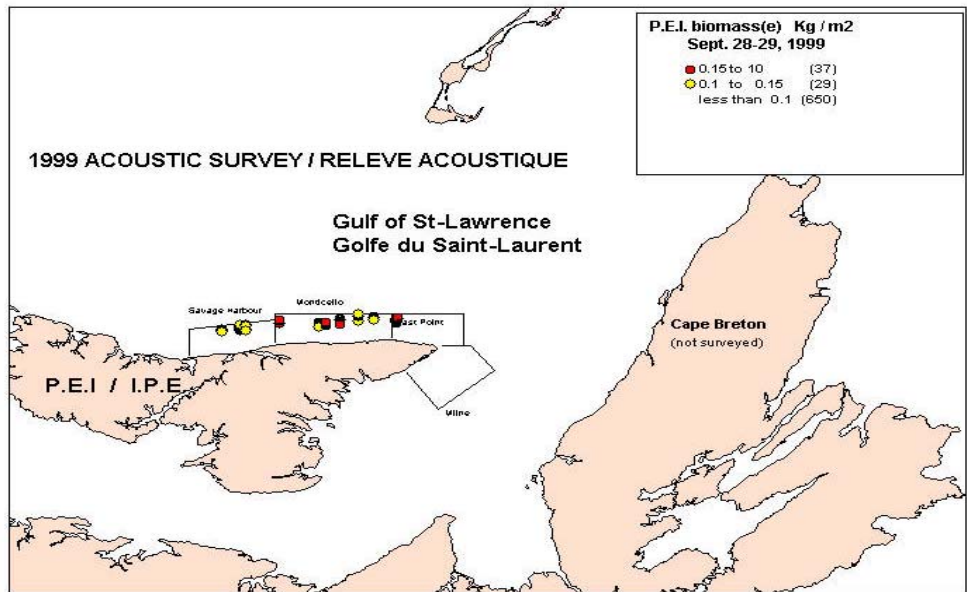 P.E.I. biomass(e) Kg / m2
Sept. 28-29, 1999
0.15 to 10 (37)
0.1 to 0.15 (29)
less than 0.1 (650)
1999 ACOUSTIC SURVEY / RELEVE ACOUSTIQUE
Gulf of St-Lawrence
Golfe du Saint-Laurent
Savage Harbour
Monticello
East Point
Cape Breton
(not surveyed)
P.E.I / I.P.E.
Milne